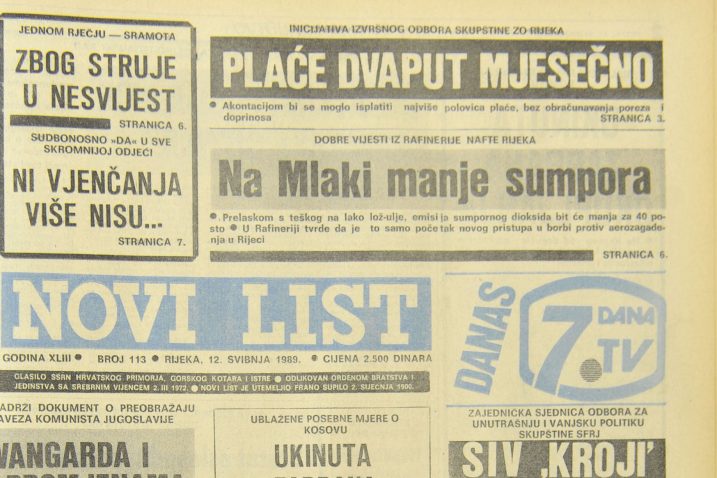 JEDNOM RJEČJU — SRAMOTA
ZBOG STRUJE
U NESVIJEST
STRANICA 6.
SUDBONOSNO »DA« U SVE
SKROMNIJOJ ODJEĆI
NI VJENČANJA
VIŠE NISU...
STRANICA 7.
INICIJATIVA IZVRŠNOG ODBORA SKUPŠTINE ZO RIJEKA
PLAĆE DVAPUT MJESEČNO
● Akontacijom bi se moglo isplatiti najviše polovica plaće, bez obračunavanja poreza i
doprinosa STRANICA 3.
DOBRE VIJESTI IZ RAFINERIJE NAFTE RIJEKA
Na Mlaki manje sumpora
● Prelaskom s teškog na lako lož-ulje, emisija sumpornog dioksida bit će manja za 40 po-
sto ● U Rafineriji tvrde da je to samo početak novog pristupa u borbi protiv aerozagađe-
nja u Rijeci
STRANICA 6.
NOVI LIST
DANAS
7. DANA
TV
GODINA XLIII ● BROJ 113 ● RIJEKA, 12. SVIBNJA 1989. ● CIJENA 2.500 DINARA
GLASILO SSRN HRVATSKOG PRIMORJA, GORSKOG KOTARA I ISTRE ● ODLIKOVAN ORDENOM BRATSTVA I
JEDINSTVA SA SREBRNIM VIJENCEM 2. III 1972. ● NOVI LIST JE UTEMELJIO FRANO SUPILO 2. SIJEČNJA 1900.
ADRŽI DOKUMENT O PREOBRAŽAJU
AVEZA KOMUNISTA JUGOSLAVIJE
VANGARDA I
UBLAŽENE POSEBNE MJERE O
KOSOVU
UKINUTA
ZAJEDNIČKA SJEDNICA ODBORA ZA
UNUTRAŠNJU I VANJSKU POLITIKU
SKUPŠTINE SFRJ
SIV ‚KROJI'